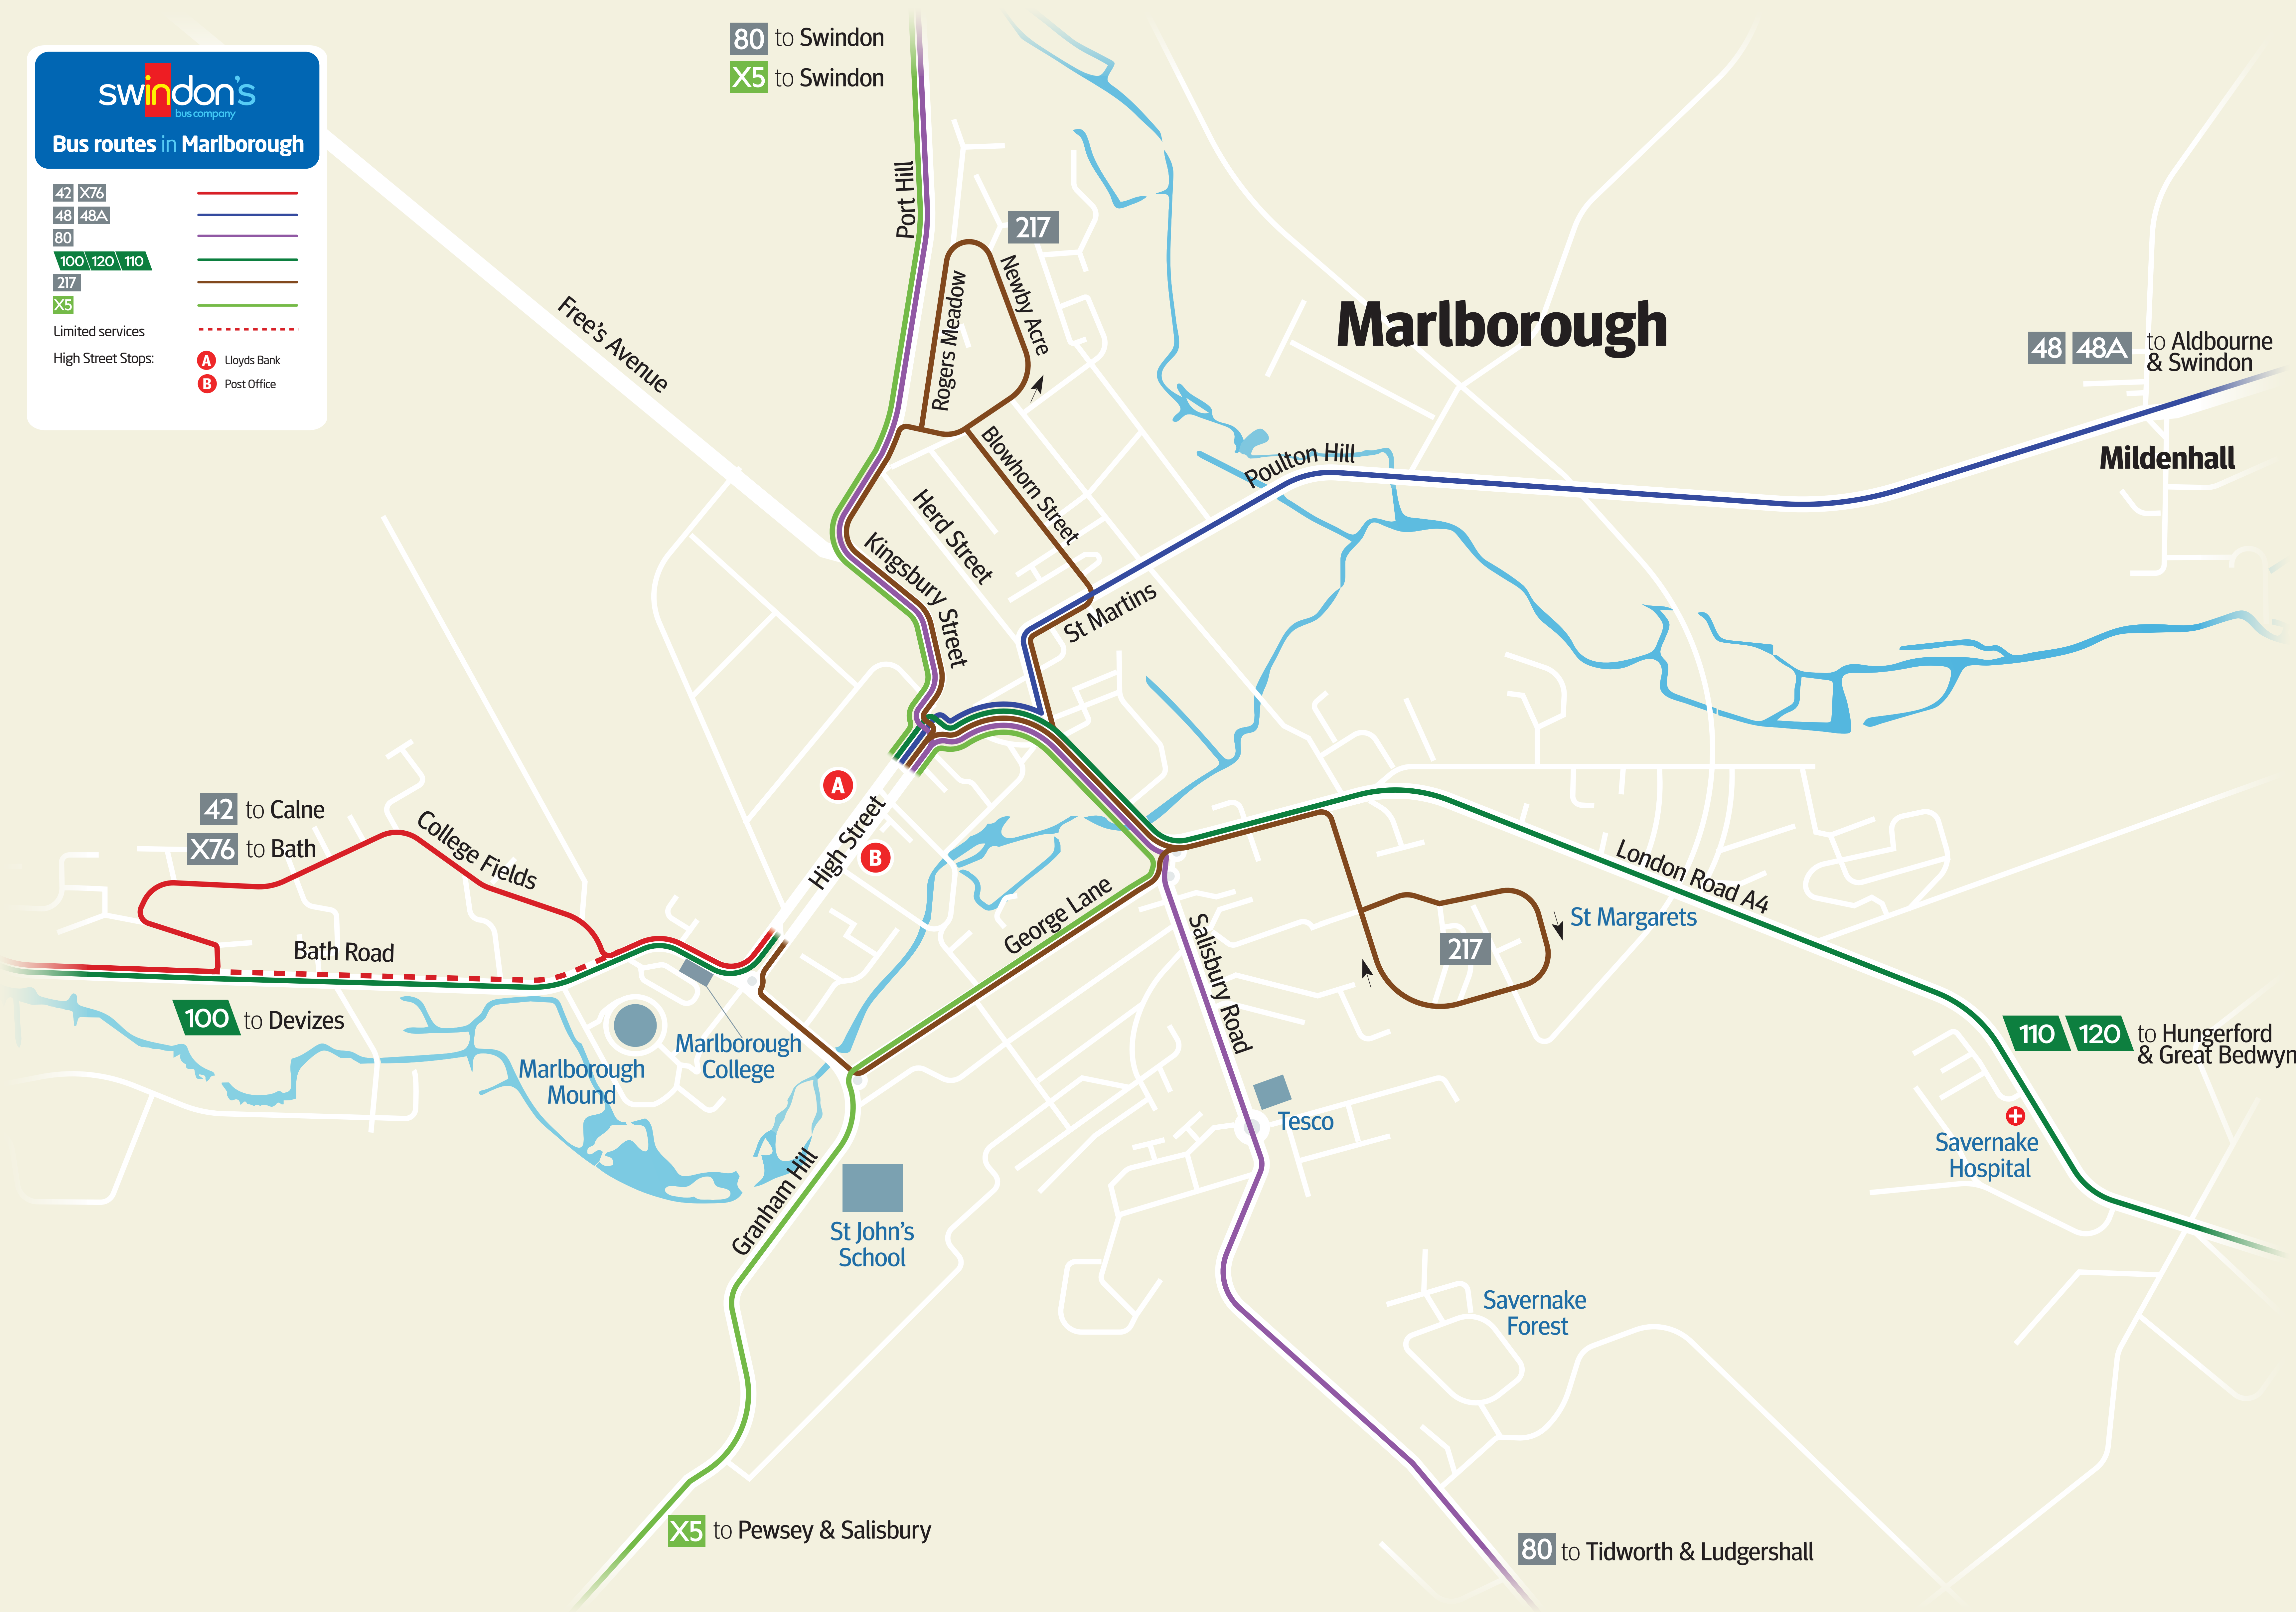 swindon's
bus company
Bus routes in Marlborough
42 X76
48 48A
80
100 120 110
217
X5
Limited services
High Street Stops:
A Lloyds Bank
B Post Office
80 to Swindon
X5 to Swindon
Port Hill
217
Rogers Meadow
Newby Acre
Free's Avenue
Marlborough
48 48A to Aldbourne
& Swindon
Mildenhall
Poulton Hill
Blowhorn Street
Herd Street
Kingsbury Street
St Martins
A
High Street
B
42 to Calne
X76 to Bath
College Fields
Bath Road
100 to Devizes
Marlborough
Mound
Marlborough
College
George Lane
Salisbury Road
London Road A4
St Margarets
217
110 120 to Hungerford
& Great Bedwyn
Savernake
Hospital
Tesco
Granham Hill
St John's
School
Savernake
Forest
X5 to Pewsey & Salisbury
80 to Tidworth & Ludgershall